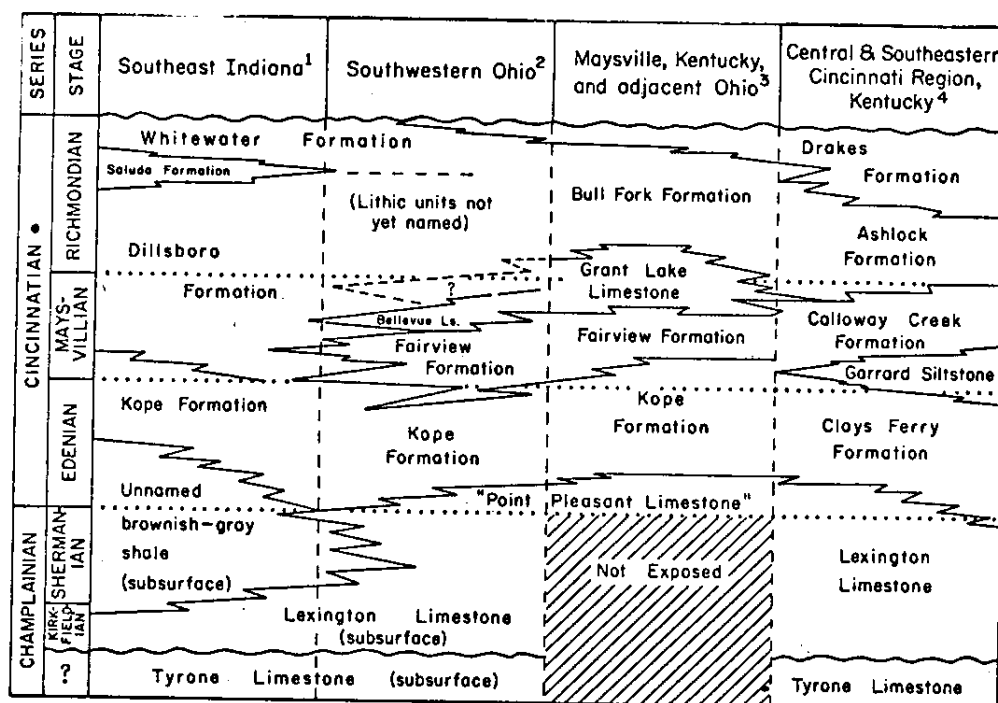 SERIES
STAGE
Southeast Indiana1
Southwestern Ohio2
Maysville, Kentucky,
and adjacent Ohio3
Central & Southeastern
Cincinnati Region,
Kentucky4
CINCINNATIAN
RICHMONDIAN
MAYS-
VILLIAN
EDENIAN
CHAMPLAINIAN
SHERMAN-
IAN
KIRK-
FIELD-
IAN
?
Whitewater Formation
Saluda Formation
Drakes
Formation
(Lithic units not
yet named)
Bull Fork Formation
Dillsboro
Formation
Ashlock
Formation
?
Grant Lake
Limestone
Bellevue Ls.
Fairview
Formation
Fairview Formation
Calloway Creek
Formation
Garrard Siltstone
Kope Formation
Kope
Formation
Kope
Formation
Clays Ferry
Formation
Unnamed
brownish-gray
shale
(subsurface)
"Point Pleasant Limestone"
Not Exposed
Lexington
Limestone
Lexington Limestone
(subsurface)
Tyrone Limestone (subsurface)
Tyrone Limestone